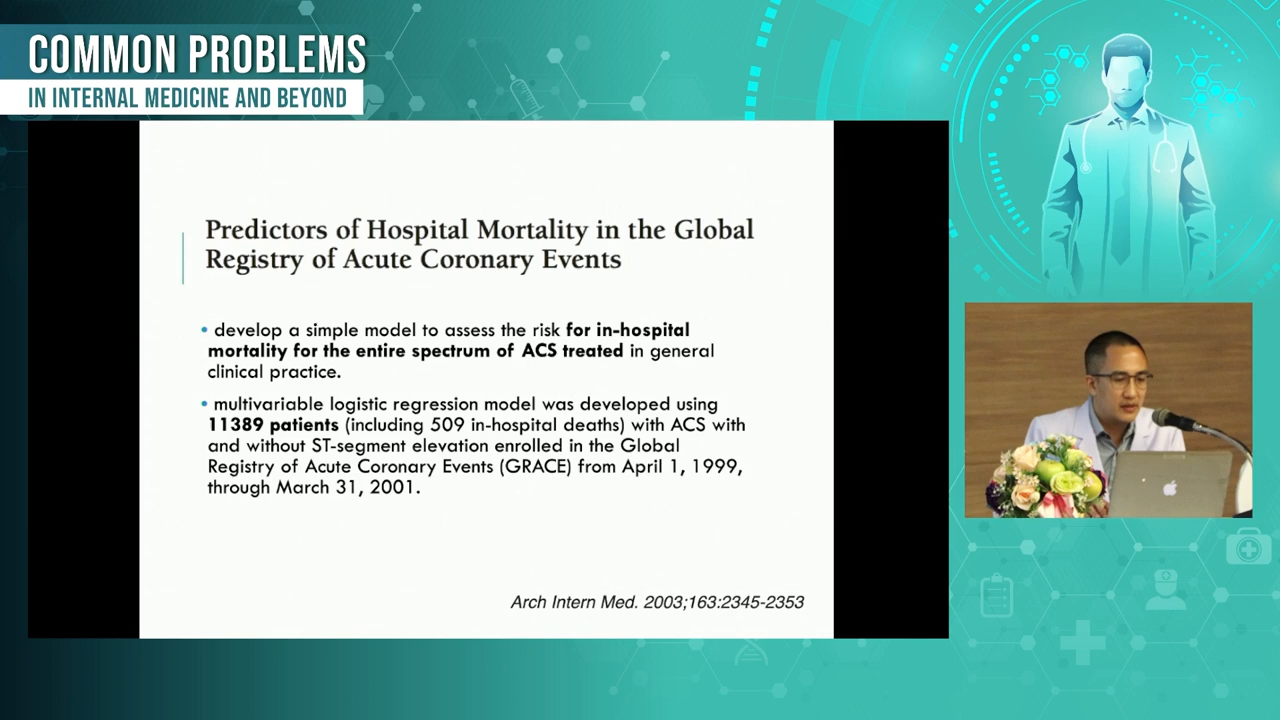 COMMON PROBLEMS
IN INTERNAL MEDICINE AND BEYOND
Predictors of Hospital Mortality in the Global
Registry of Acute Coronary Events
• develop a simple model to assess the risk for in-hospital
mortality for the entire spectrum of ACS treated in general
clinical practice.
• multivariable logistic regression model was developed using
11389 patients (including 509 in-hospital deaths) with ACS with
and without ST-segment elevation enrolled in the Global
Registry of Acute Coronary Events (GRACE) from April 1, 1999,
through March 31, 2001.
Arch Intern Med. 2003;163:2345-2353